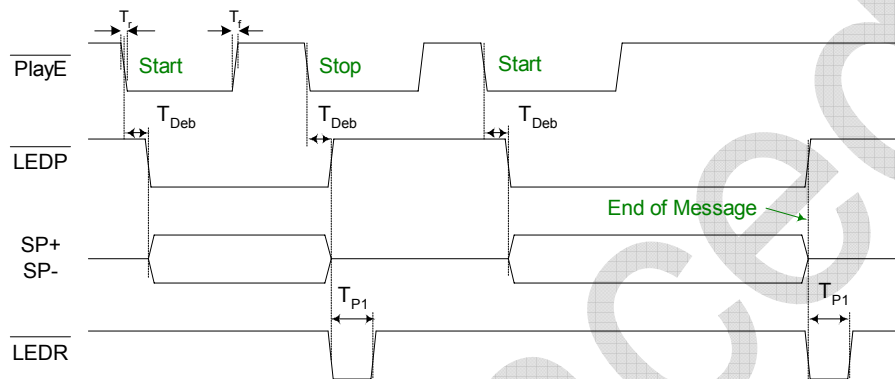 Tr
Tf
PlayE
Start
Stop
Start
TDeb
TDeb
TDeb
LEDP
End of Message
SP+
SP-
TP1
TP1
LEDR